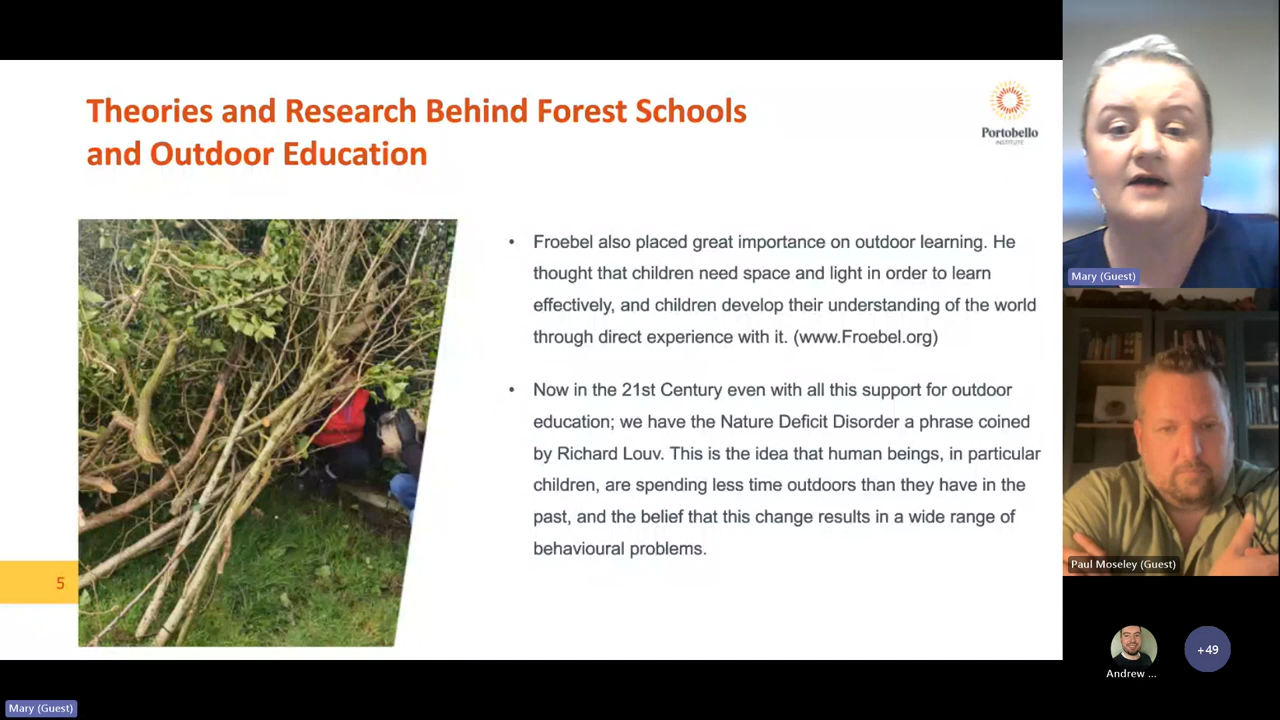 Theories and Research Behind Forest Schools
and Outdoor Education
Portobello
INSTITUTE
• Froebel also placed great importance on outdoor learning. He
thought that children need space and light in order to learn
effectively, and children develop their understanding of the world
through direct experience with it. (www.Froebel.org)
• Now in the 21st Century even with all this support for outdoor
education; we have the Nature Deficit Disorder a phrase coined
by Richard Louv. This is the idea that human beings, in particular
children, are spending less time outdoors than they have in the
past, and the belief that this change results in a wide range of
behavioural problems.
5
Mary (Guest)
Paul Moseley (Guest)
+49
Andrew ...
Mary (Guest)